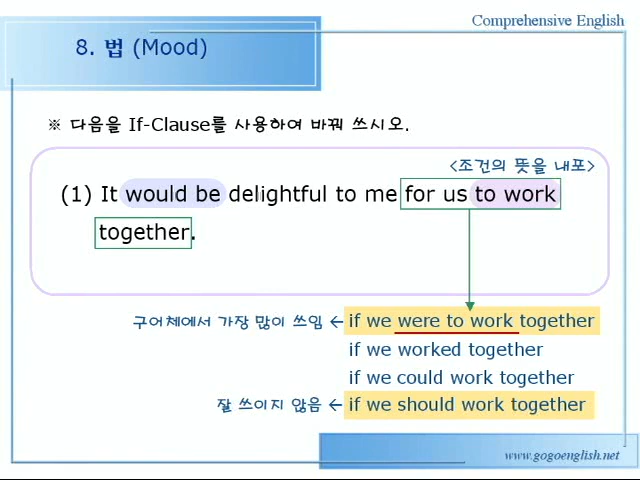 Comprehensive English
8. 법 (Mood)
※ 다음을 If-Clause를 사용하여 바꿔 쓰시오.
<조건의 뜻을 내포>
(1) It would be delightful to me for us to work
together.
구어체에서 가장 많이 쓰임 ← if we were to work together
if we worked together
if we could work together
잘 쓰이지 않음 ← if we should work together
www.gogoenglish.net